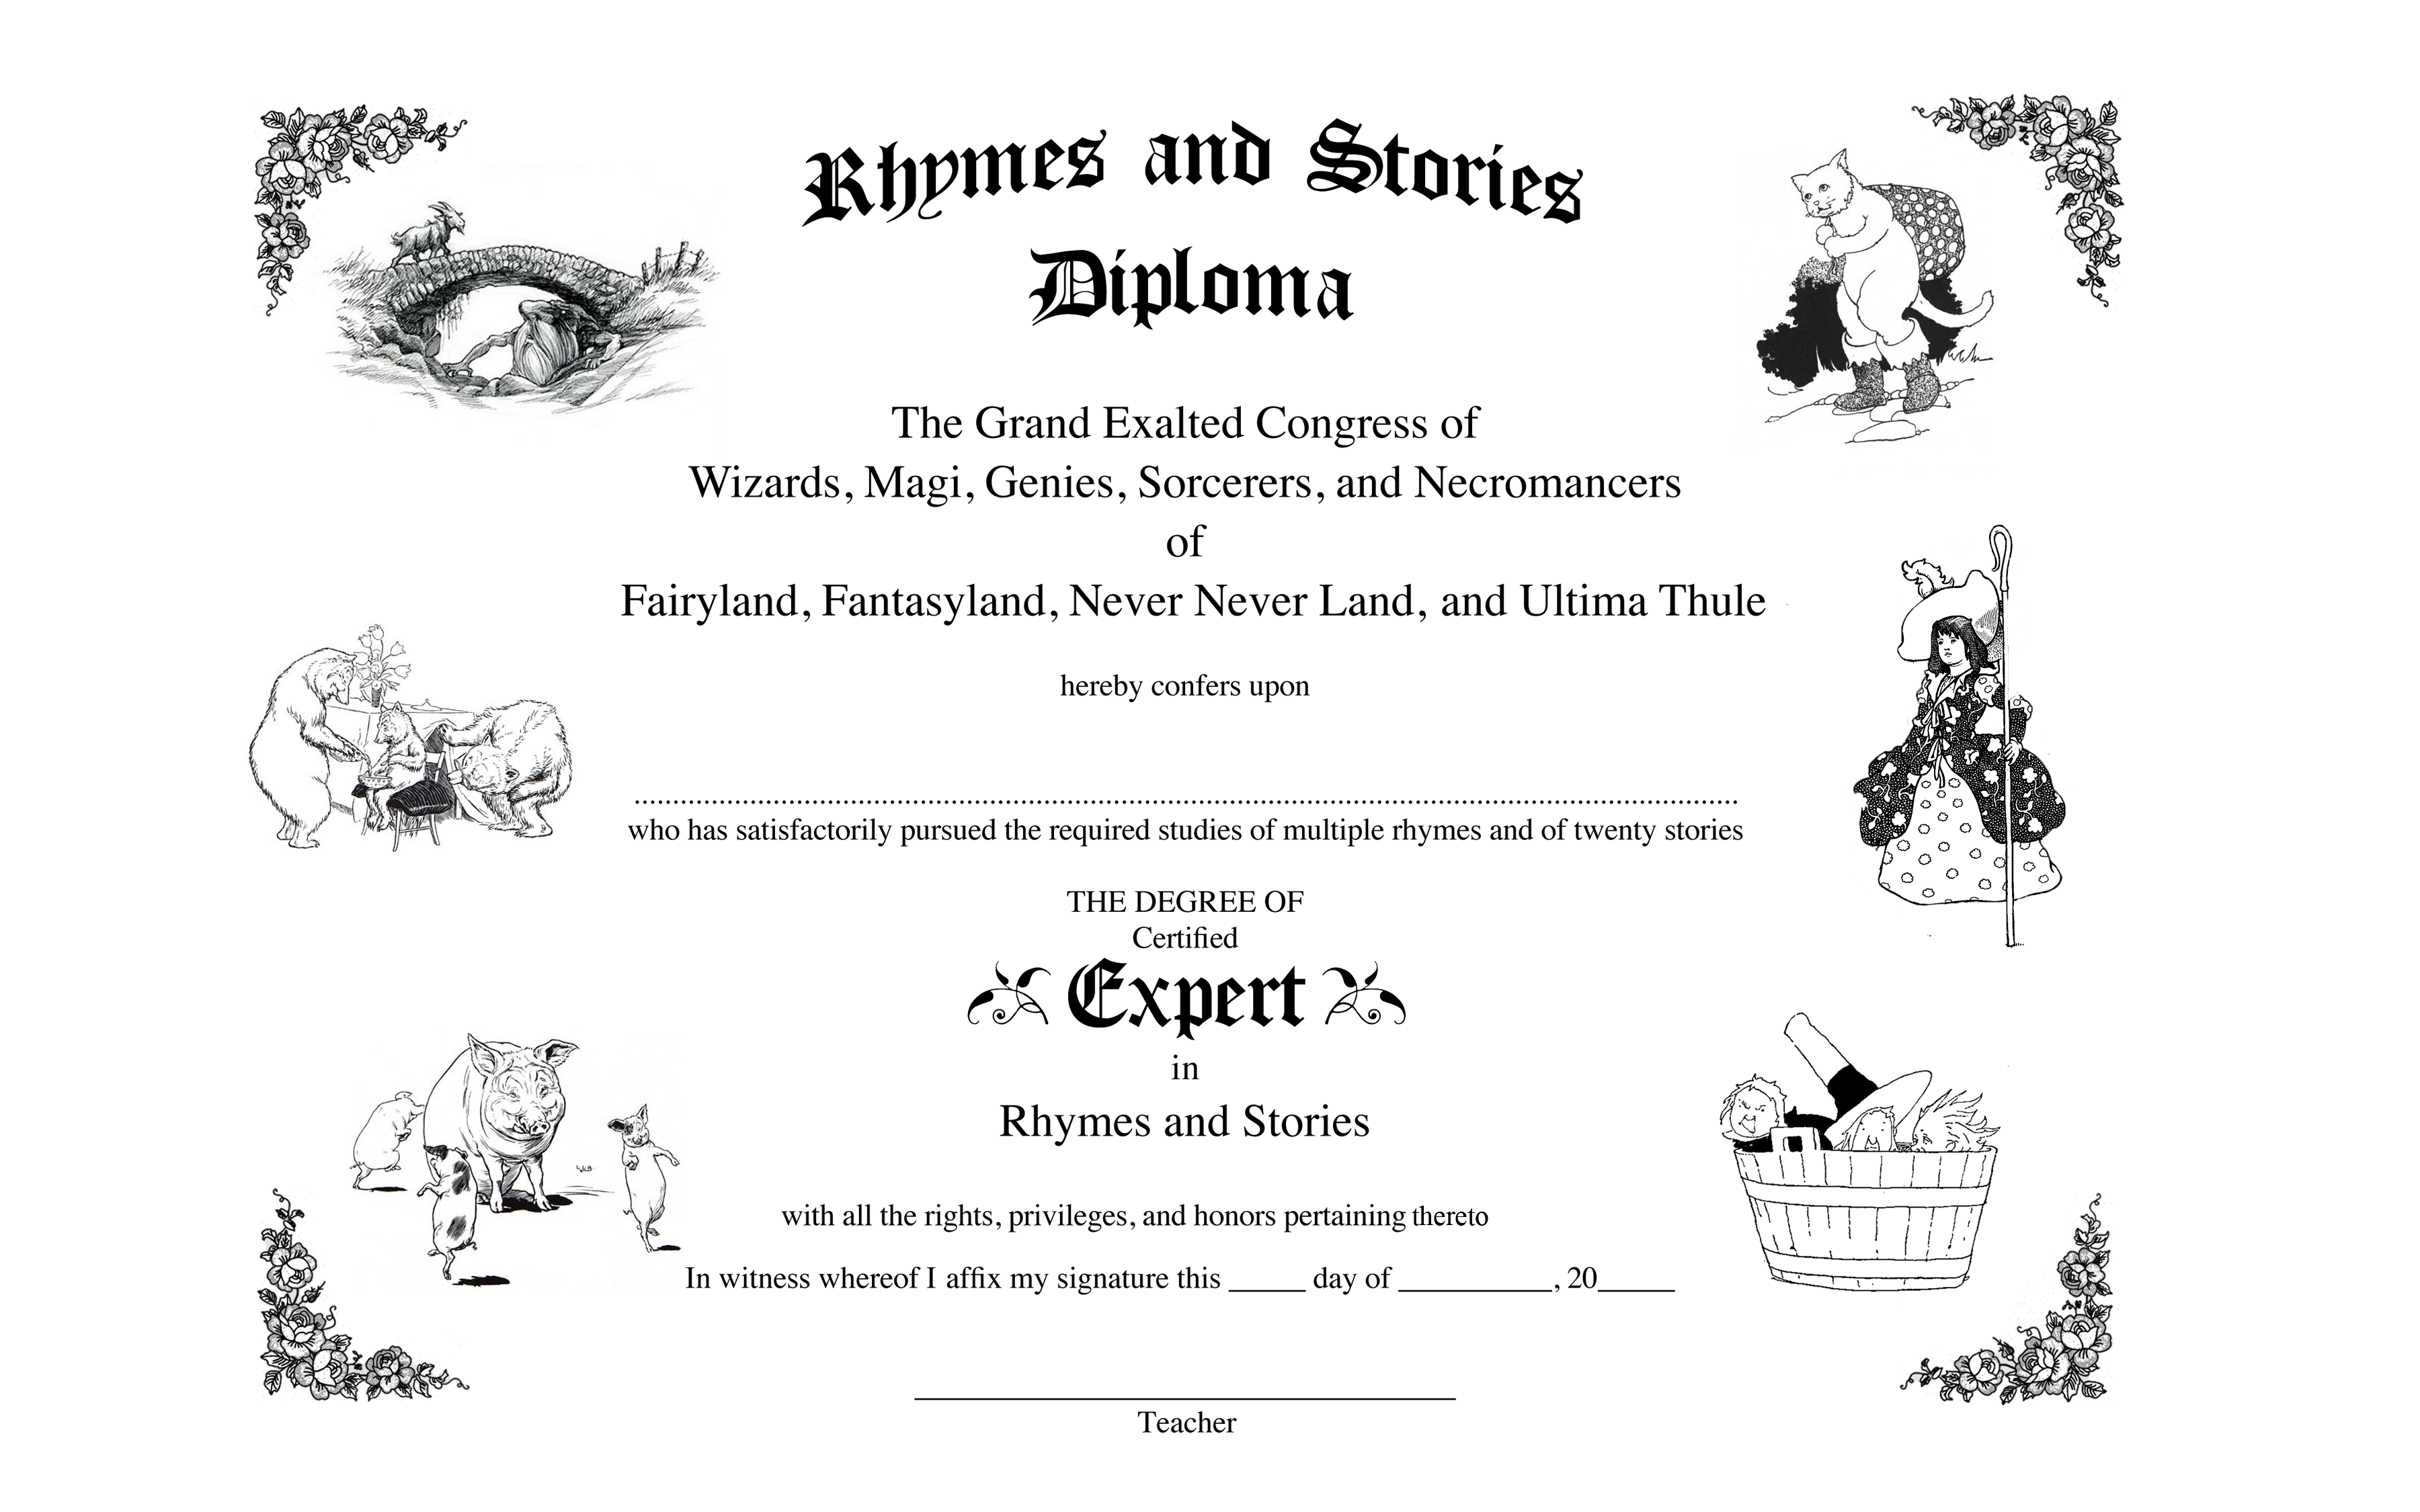 Rhymes and Stories
Diploma
The Grand Exalted Congress of
Wizards, Magi, Genies, Sorcerers, and Necromancers
of
Fairyland, Fantasyland, Never Never Land, and Ultima Thule
hereby confers upon
who has satisfactorily pursued the required studies of multiple rhymes and of twenty stories
THE DEGREE OF
Certified
Expert
in
Rhymes and Stories
with all the rights, privileges, and honors pertaining thereto
In witness whereof I affix my signature this _____ day of __________, 20_____
Teacher